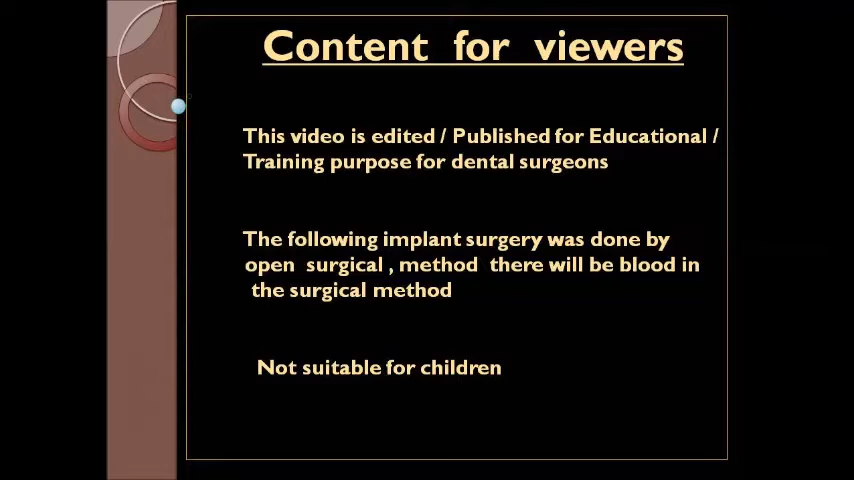 Content for viewers
This video is edited / Published for Educational /
Training purpose for dental surgeons
The following implant surgery was done by
open surgical , method there will be blood in
the surgical method
Not suitable for children